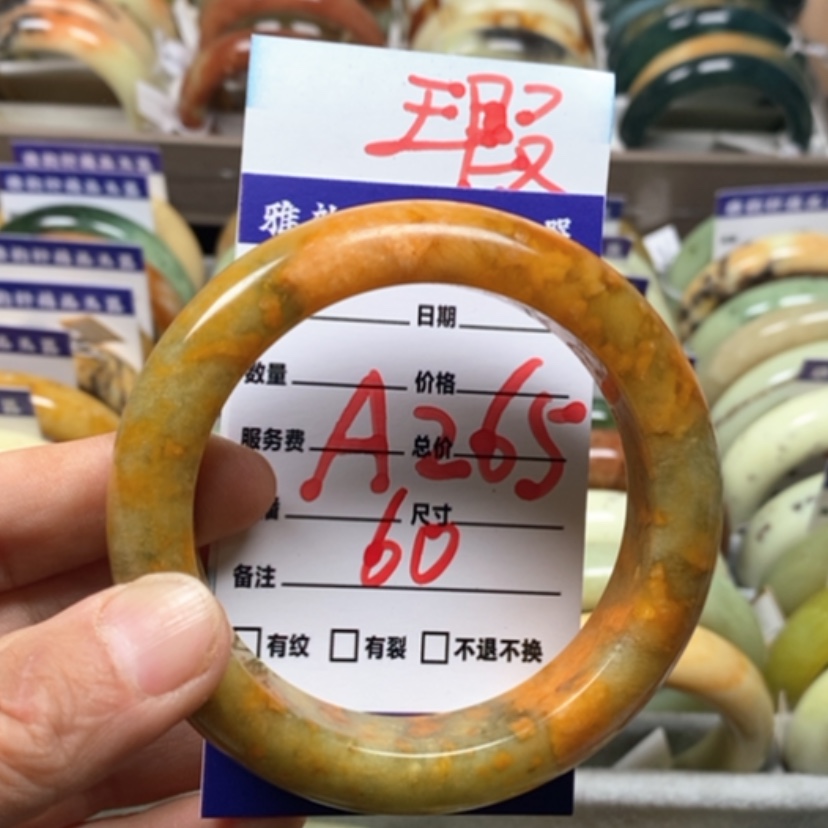 瑕
雅
日期
数量 价格
A265
服务费 总价
尺寸
60
备注
有纹 有裂 不退不换